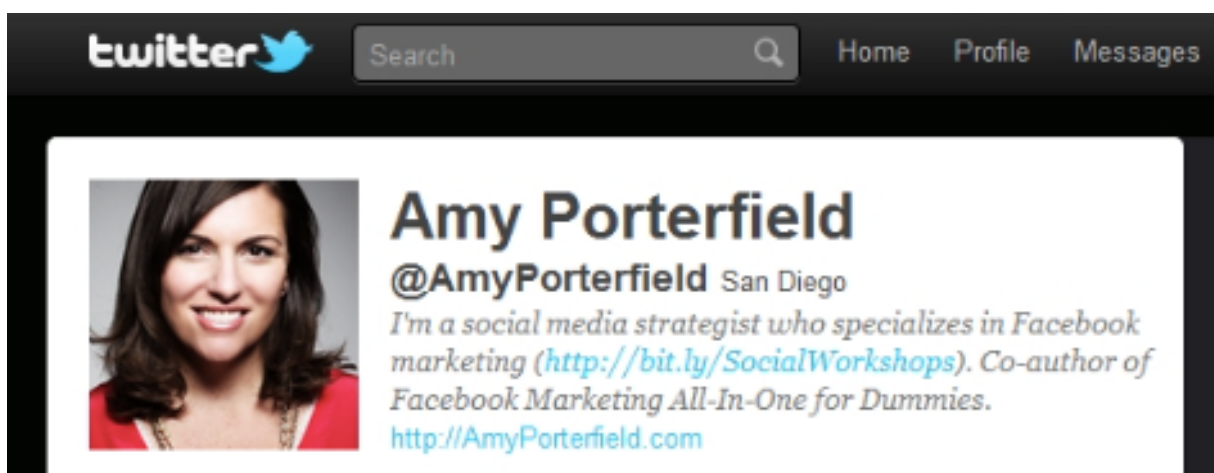 twitter Search Home Profile Messages
Amy Porterfield
@AmyPorterfield San Diego
I'm a social media strategist who specializes in Facebook
marketing (http://bit.ly/SocialWorkshops). Co-author of
Facebook Marketing All-In-One for Dummies.
http://AmyPorterfield.com